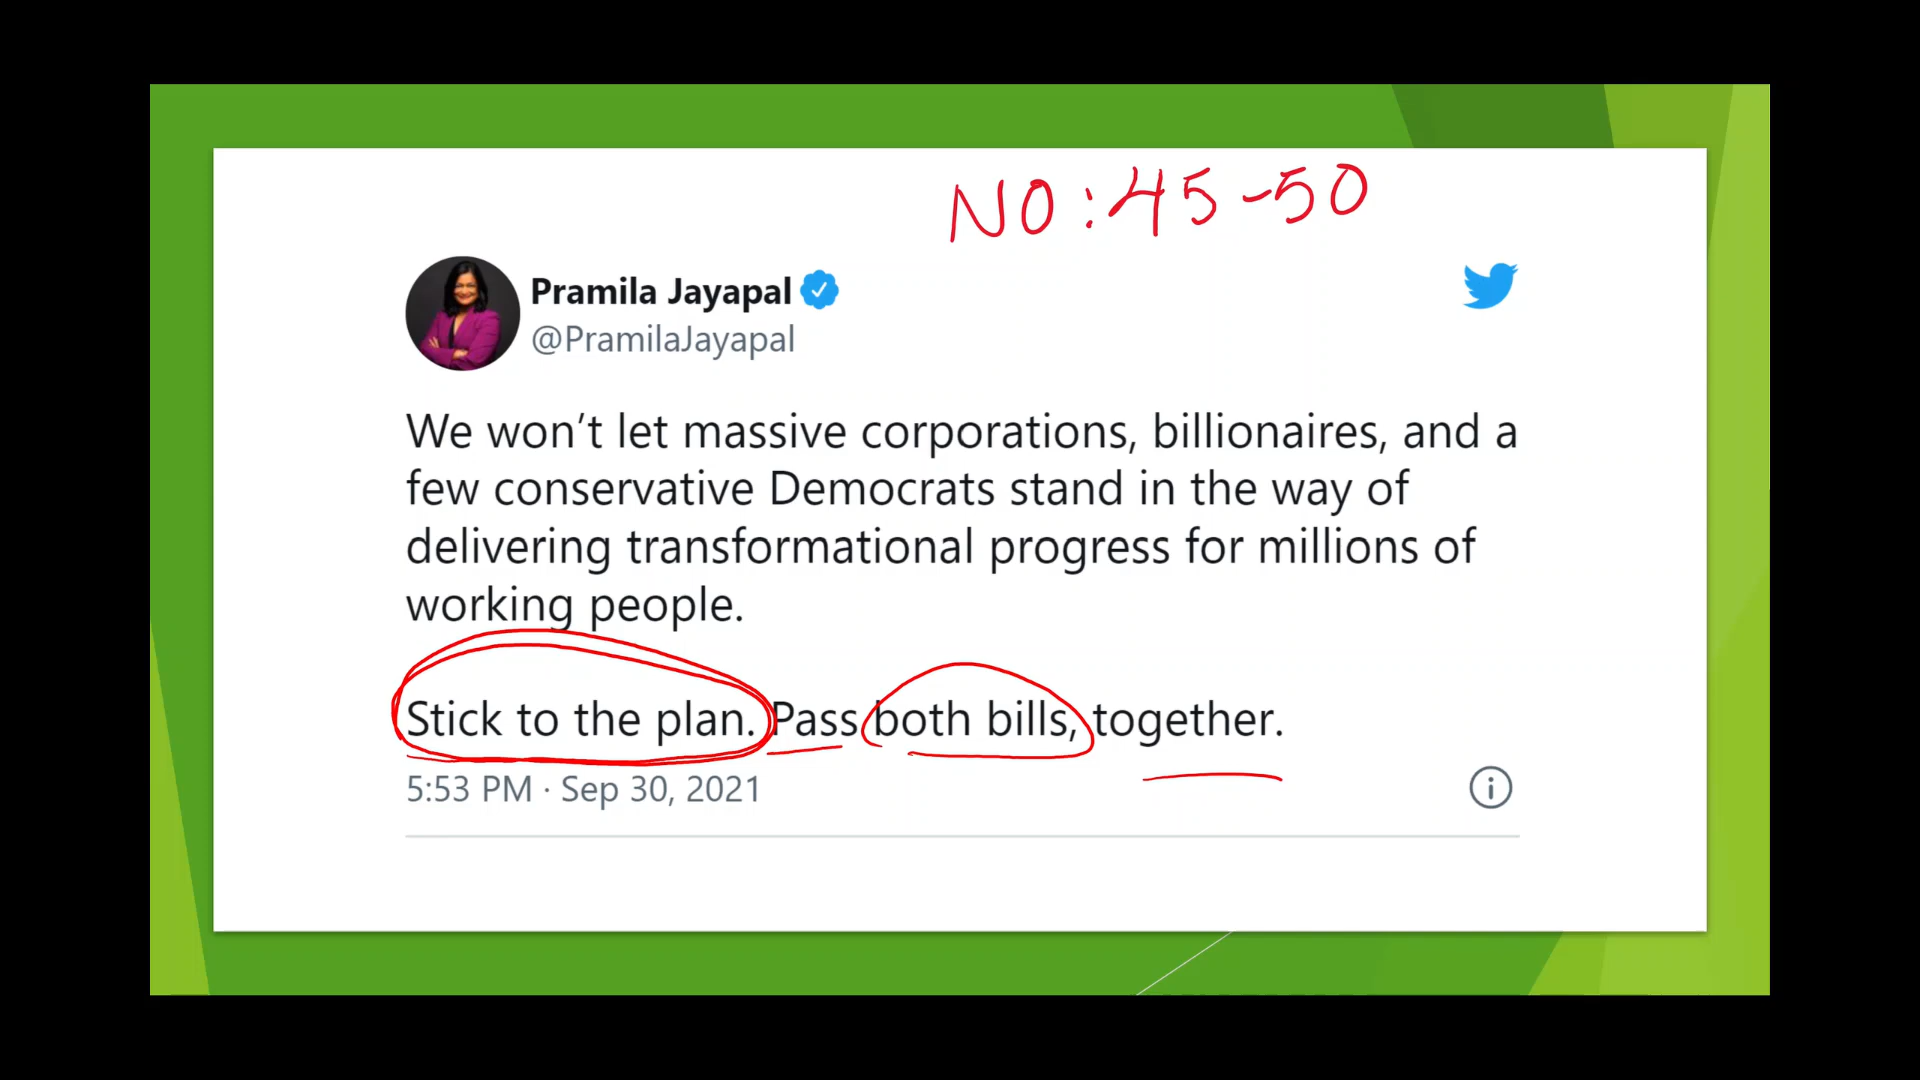 NO: 45-50
Pramila Jayapal
@PramilaJayapal
We won’t let massive corporations, billionaires, and a
few conservative Democrats stand in the way of
delivering transformational progress for millions of
working people.
Stick to the plan. Pass both bills, together.
5:53 PM · Sep 30, 2021